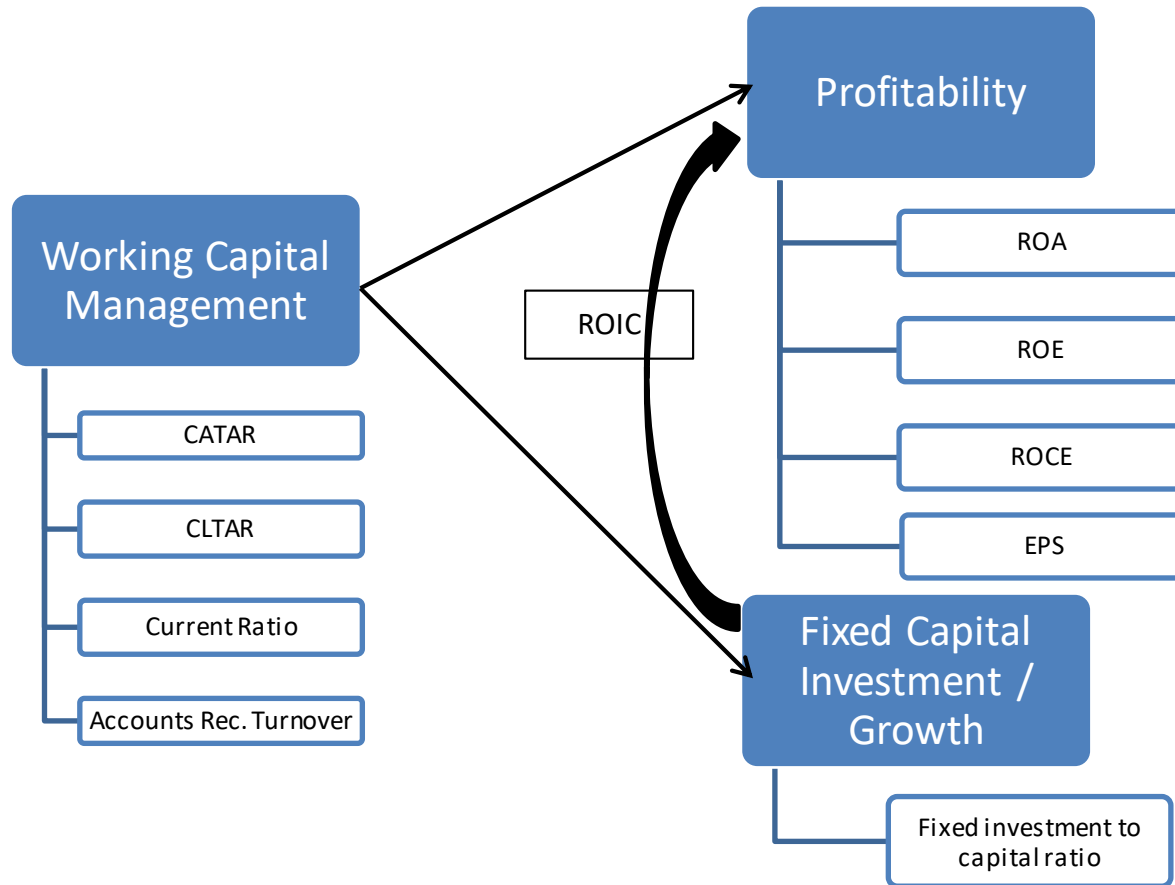 Profitability
ROA
ROE
ROCE
EPS
Working Capital
Management
CATAR
CLTAR
Current Ratio
Accounts Rec. Turnover
ROIC
Fixed Capital
Investment /
Growth
Fixed investment to
capital ratio